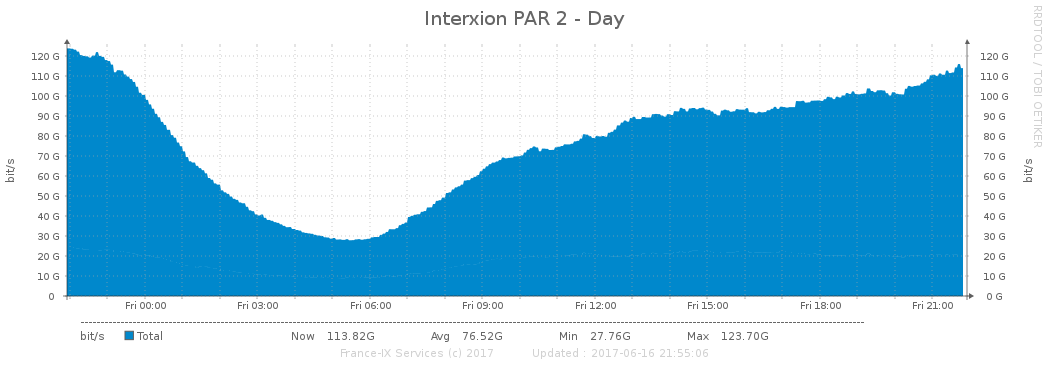 Interxion PAR 2 - Day
RRDTOOL / TOBI OETIKER
bit/s
120 G
110 G
100 G
90 G
80 G
70 G
60 G
50 G
40 G
30 G
20 G
10 G
0
120 G
110 G
100 G
90 G
80 G
70 G
60 G
50 G
40 G
30 G
20 G
10 G
0 G
bit/s
Fri 00:00 Fri 03:00 Fri 06:00 Fri 09:00 Fri 12:00 Fri 15:00 Fri 18:00 Fri 21:00
bit/s Total Now 113.82G Avg 76.52G Min 27.76G Max 123.70G
France-IX Services (c) 2017 Updated : 2017-06-16 21:55:06